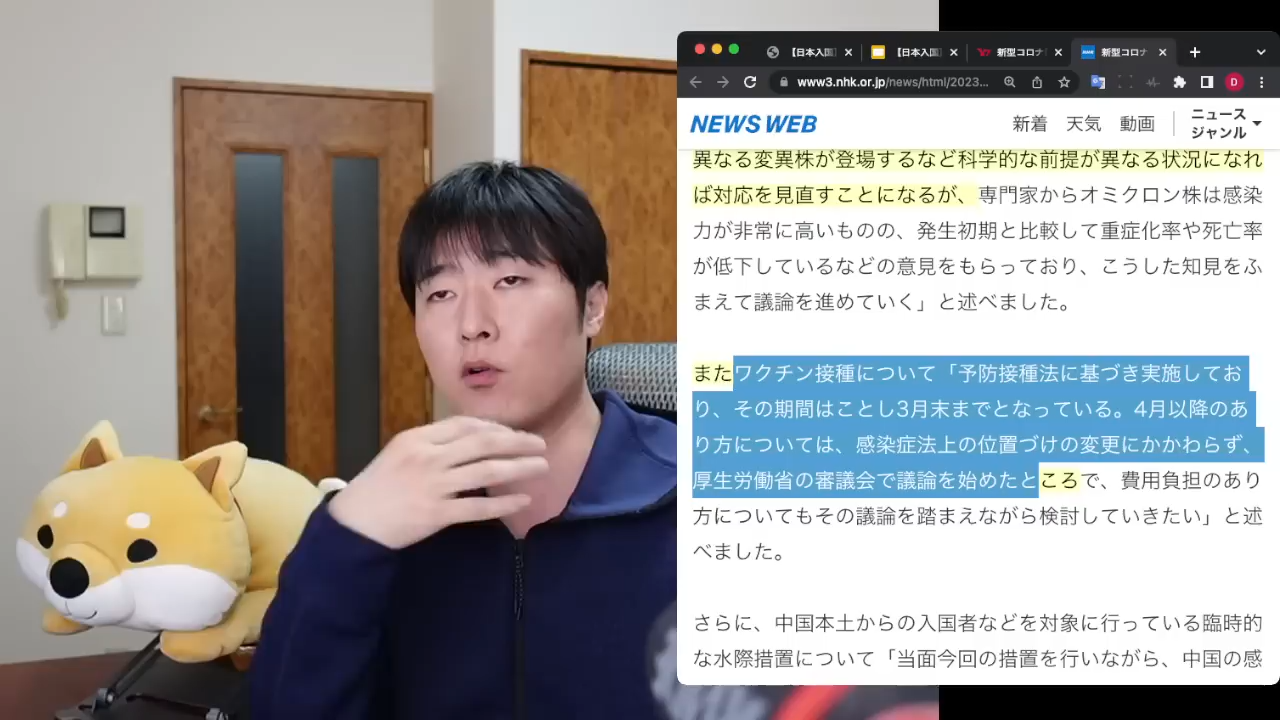 【日本入国
【日本入国
新型コロナ
新型コロナ
www3.nhk.or.jp/news/html/2023...
D
NEWS WEB
新着 天気 動画 ニュース
ジャンル
異なる変異株が登場するなど科学的な前提が異なる状況になれ
ば対応を見直すことになるが、専門家からオミクロン株は感染
力が非常に高いものの、発生初期と比較して重症化率や死亡率
が低下しているなどの意見をもらっており、こうした知見をふ
まえて議論を進めていく」と述べました。
またワクチン接種について「予防接種法に基づき実施してお
り、その期間はことし3月末までとなっている。4月以降のあ
り方については、感染症法上の位置づけの変更にかかわらず、
厚生労働省の審議会で議論を始めたところで、費用負担のあり
方についてもその議論を踏まえながら検討していきたい」と述
べました。
さらに、中国本土からの入国者などを対象に行っている臨時的
な水際措置について「当面今回の措置を行いながら、中国の感